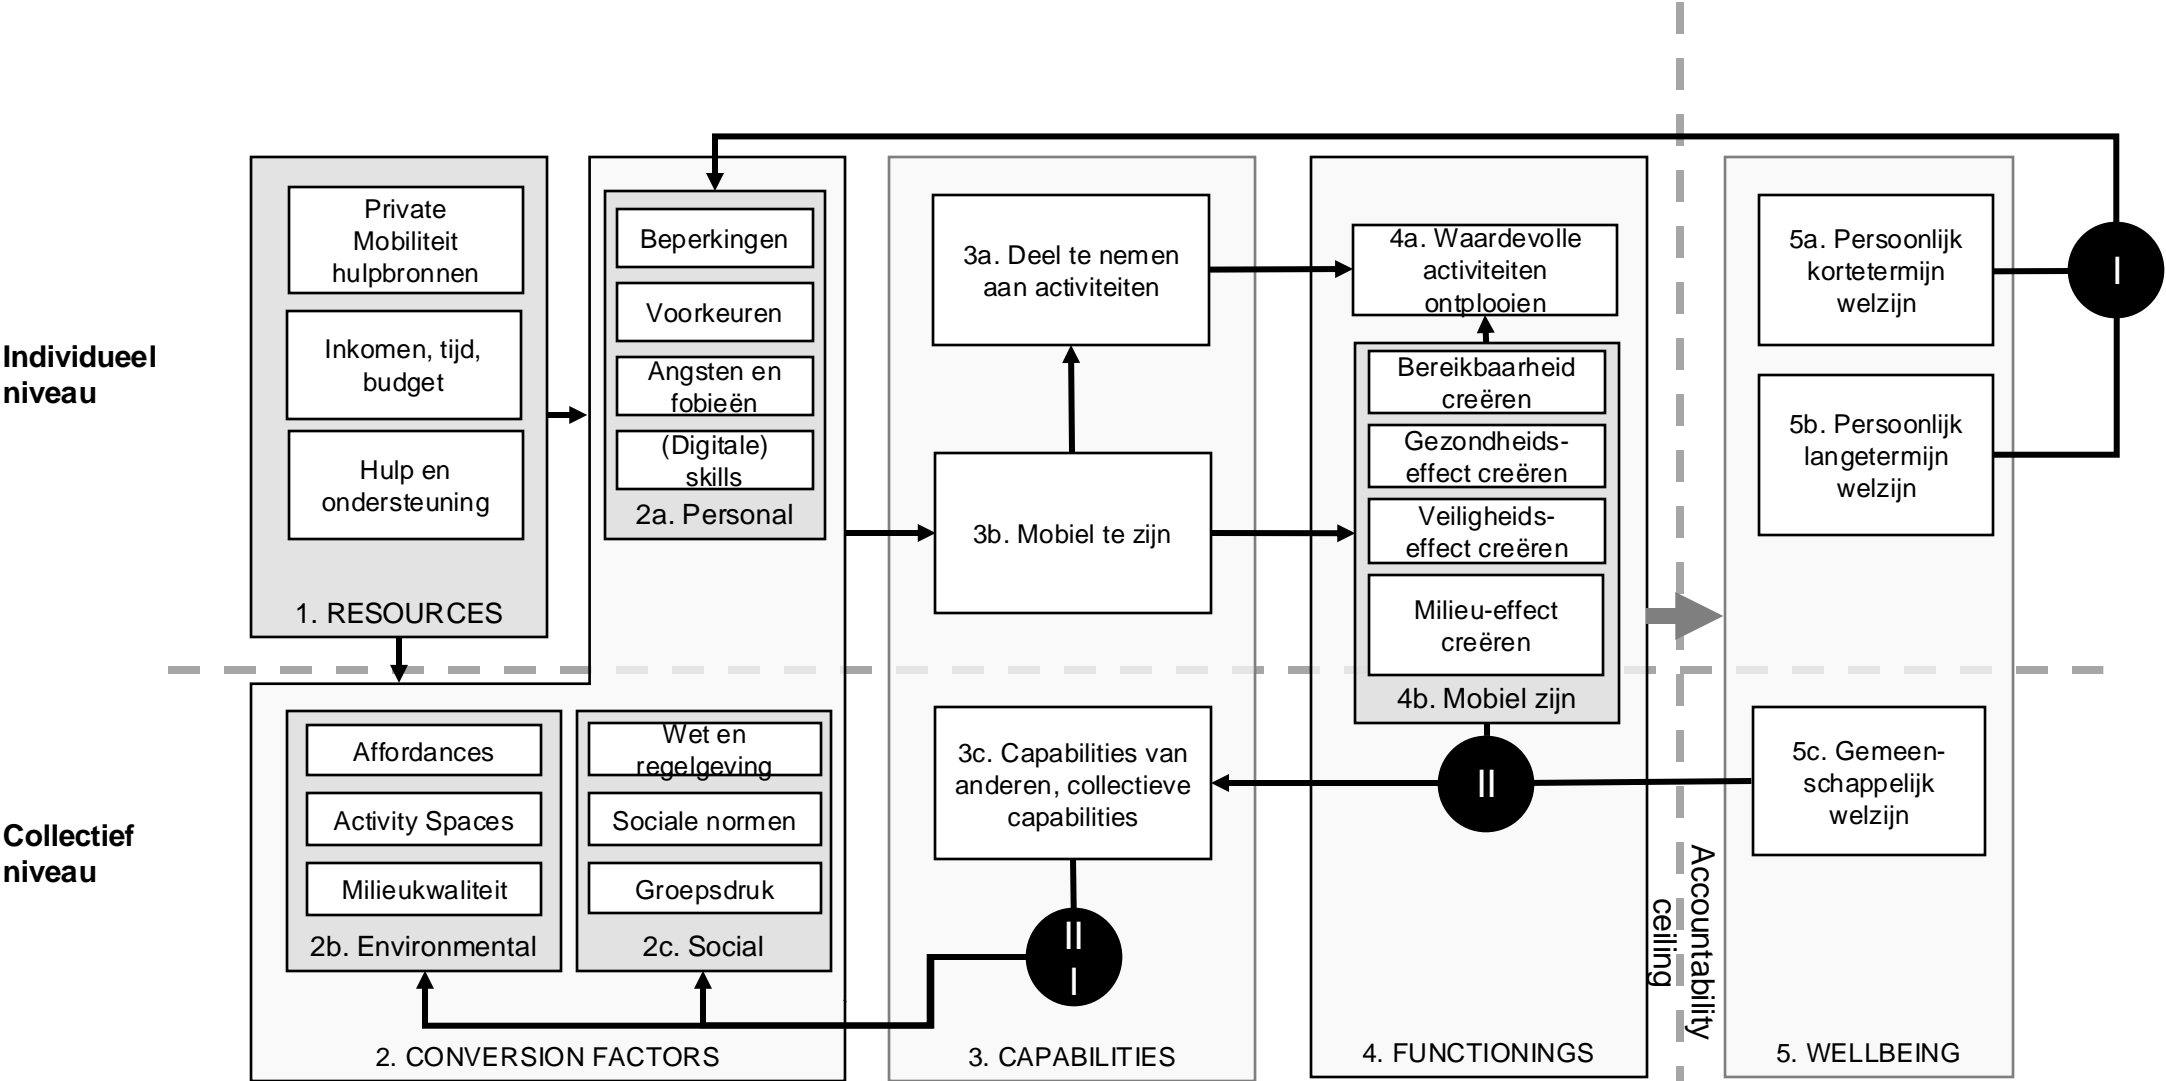 Individueel
niveau
Collectief
niveau
Private
Mobiliteit
hulpbronnen
Inkomen, tijd,
budget
Hulp en
ondersteuning
1. RESOURCES
Beperkingen
Voorkeuren
Angsten en
fobieën
(Digitale)
skills
2a. Personal
Affordances
Activity Spaces
Milieukwaliteit
2b. Environmental
Wet en
regelgeving
Sociale normen
Groepsdruk
2c. Social
2. CONVERSION FACTORS
3a. Deel te nemen
aan activiteiten
3b. Mobiel te zijn
3c. Capabilities van
anderen, collectieve
capabilities
II
I
3. CAPABILITIES
4a. Waardevolle
activiteiten
ontplooien
Bereikbaarheid
creëren
Gezondheids-
effect creëren
Veiligheids-
effect creëren
Milieu-effect
creëren
4b. Mobiel zijn
II
4. FUNCTIONINGS
Accountability
ceiling
5a. Persoonlijk
kortetermijn
welzijn
5b. Persoonlijk
langetermijn
welzijn
I
5c. Gemeen-
schappelijk
welzijn
5. WELLBEING